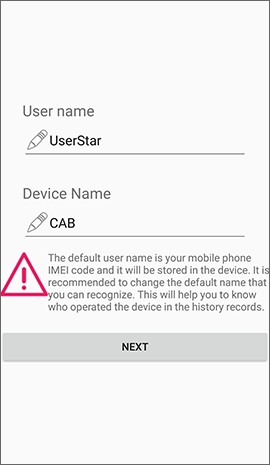 User name
UserStar
Device Name
CAB
The default user name is your mobile phone
IMEI code and it will be stored in the device. It is
recommended to change the default name that
you can recognize. This will help you to know
who operated the device in the history records.
NEXT